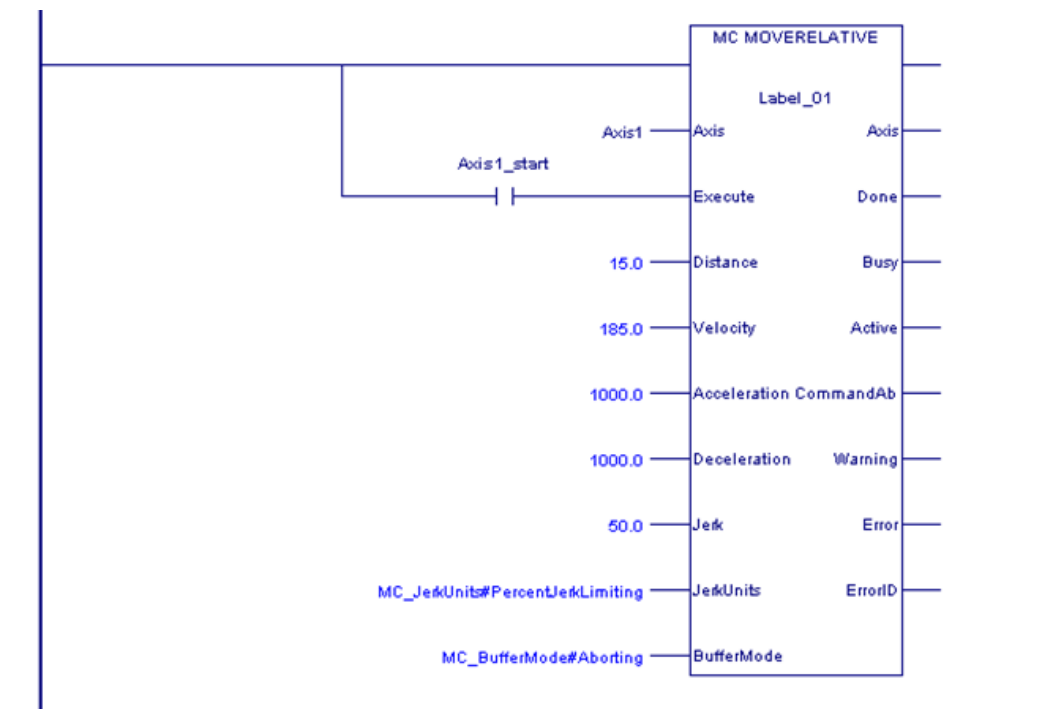 MC MOVERELATIVE
Label_01
Axis1 Axis Axis
Axis1_start
Execute Done
15.0 Distance Busy
185.0 Velocity Active
1000.0 Acceleration CommandAb
1000.0 Deceleration Warning
50.0 Jerk Error
MC_JerkUnits#PercentJerkLimiting JerkUnits ErrorID
MC_BufferMode#Aborting BufferMode